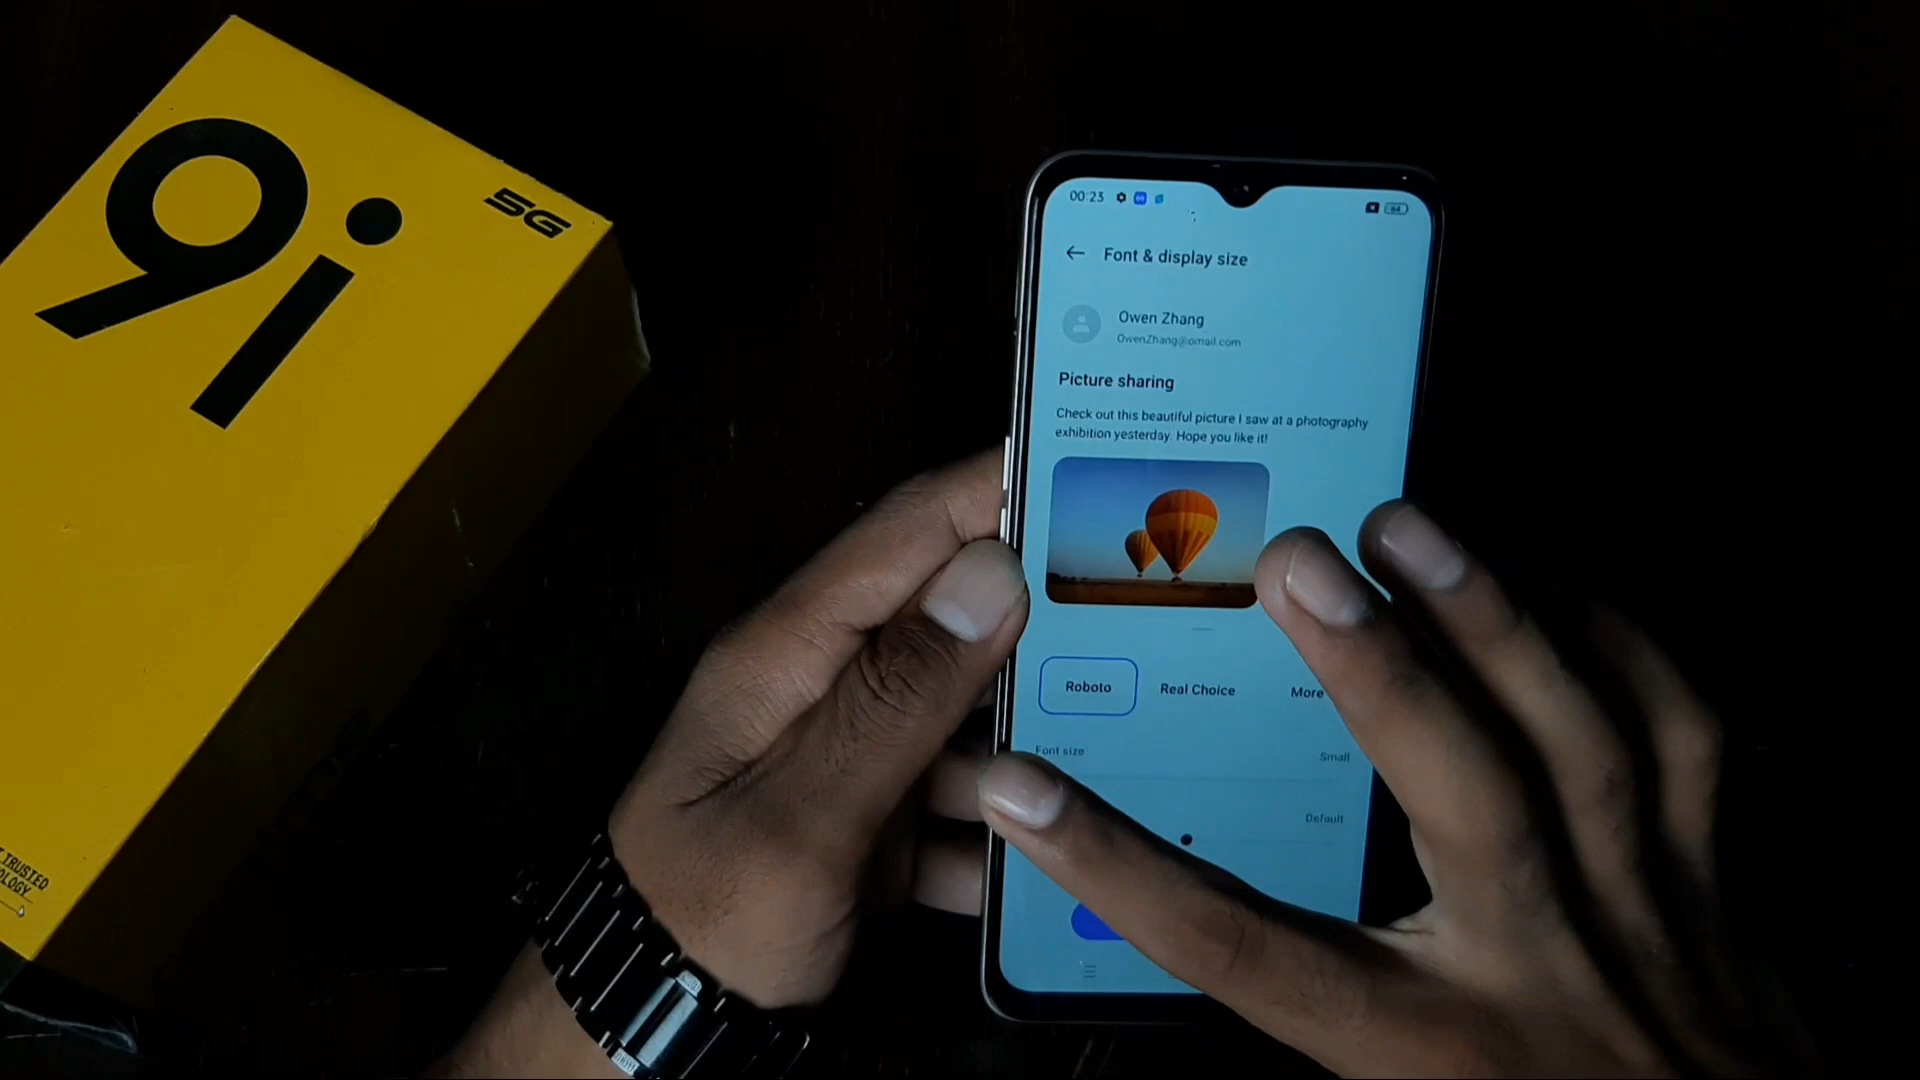 9i
5G
TRUSTED
OLOGY
00:23
64
Font & display size
Owen Zhang
OwenZhang@omail.com
Picture sharing
Check out this beautiful picture I saw at a photography
exhibition yesterday. Hope you like it!
Roboto Real Choice More
Font size Small
Default